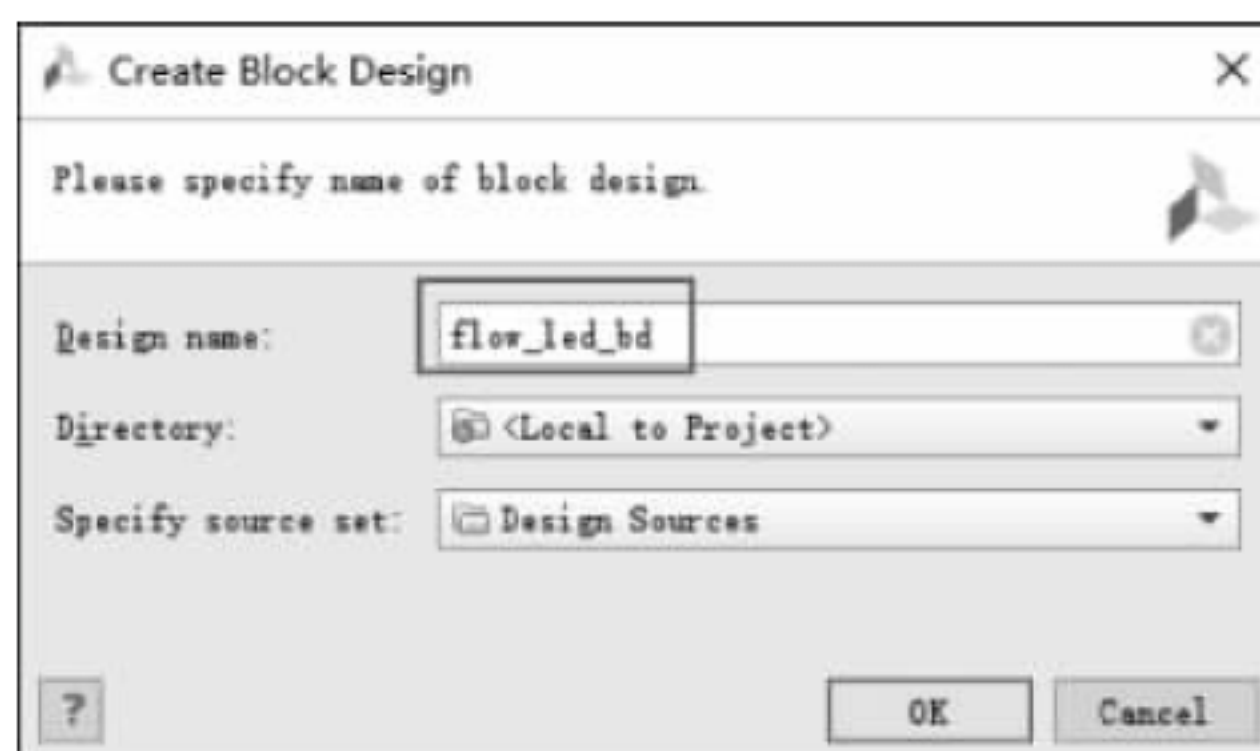 Create Block Design
Please specify name of block design.
Design name: flow_led_bd
Directory: <Local to Project>
Specify source set: Design Sources
? OK Cancel